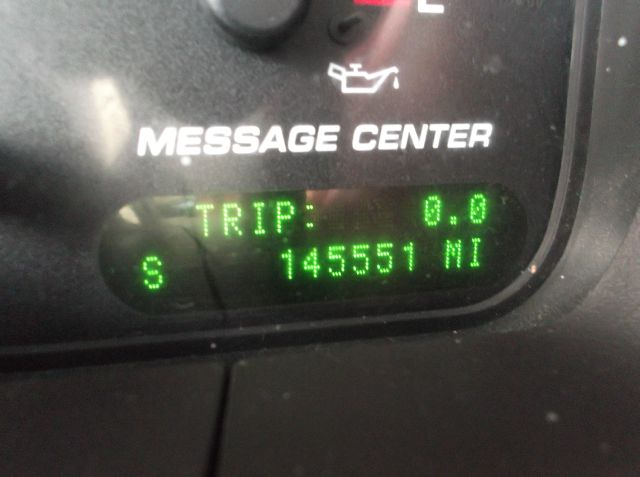 L
MESSAGE CENTER
TRIP: 0.0
S 145551 MI